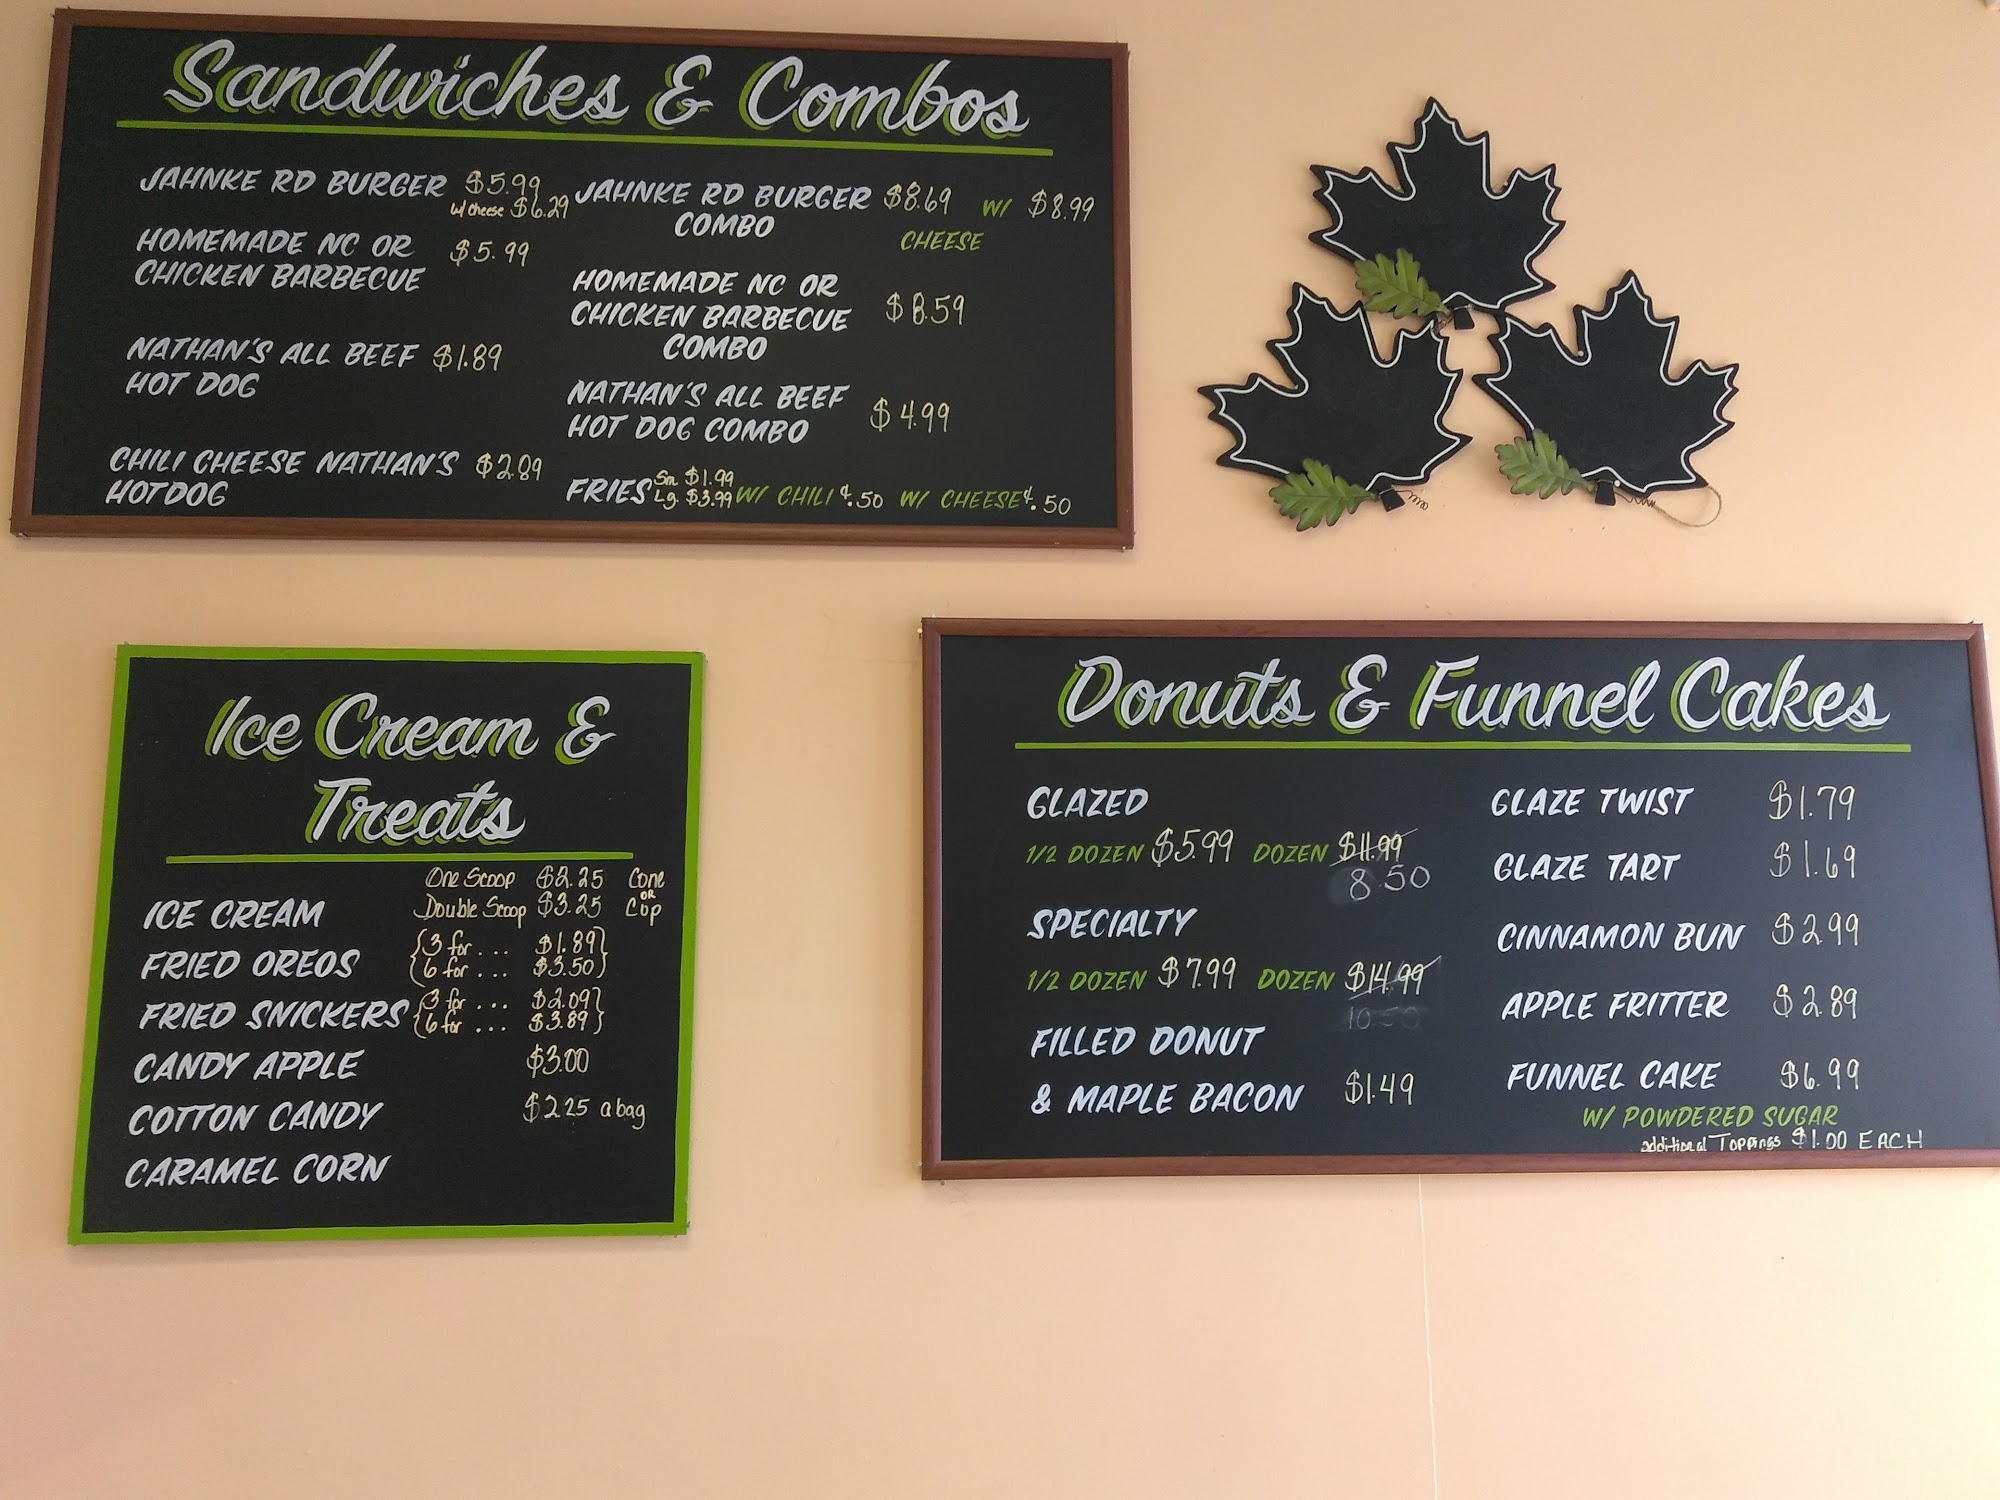 Sandwiches & Combos
JAHNKE RD BURGER $5.99
w/ cheese $6.29
HOMEMADE NC OR
CHICKEN BARBECUE $5.99
NATHAN'S ALL BEEF $1.89
HOT DOG
CHILI CHEESE NATHAN'S $2.89
HOTDOG
JAHNKE RD BURGER $8.69 W/ $8.99
COMBO CHEESE
HOMEMADE NC OR
CHICKEN BARBECUE $8.59
COMBO
NATHAN'S ALL BEEF
HOT DOG COMBO $4.99
FRIES Sm $1.99
Lg. $3.99 W/ CHILI ¢.50 W/ CHEESE ¢.50
Ice Cream &
Treats
One Scoop $2.25 Cone
ICE CREAM Double Scoop $3.25 or Cup
FRIED OREOS {3 for... $1.89}
{6 for... $3.50}
FRIED SNICKERS {3 for... $2.09}
{6 for... $3.89}
CANDY APPLE $3.00
COTTON CANDY $2.25 a bag
CARAMEL CORN
Donuts & Funnel Cakes
GLAZED
1/2 DOZEN $5.99 DOZEN $11.99
8.50
SPECIALTY
1/2 DOZEN $7.99 DOZEN $14.99
10.50
FILLED DONUT
& MAPLE BACON $1.49
GLAZE TWIST $1.79
GLAZE TART $1.69
CINNAMON BUN $2.99
APPLE FRITTER $2.89
FUNNEL CAKE $6.99
W/ POWDERED SUGAR
additional Toppings $1.00 EACH